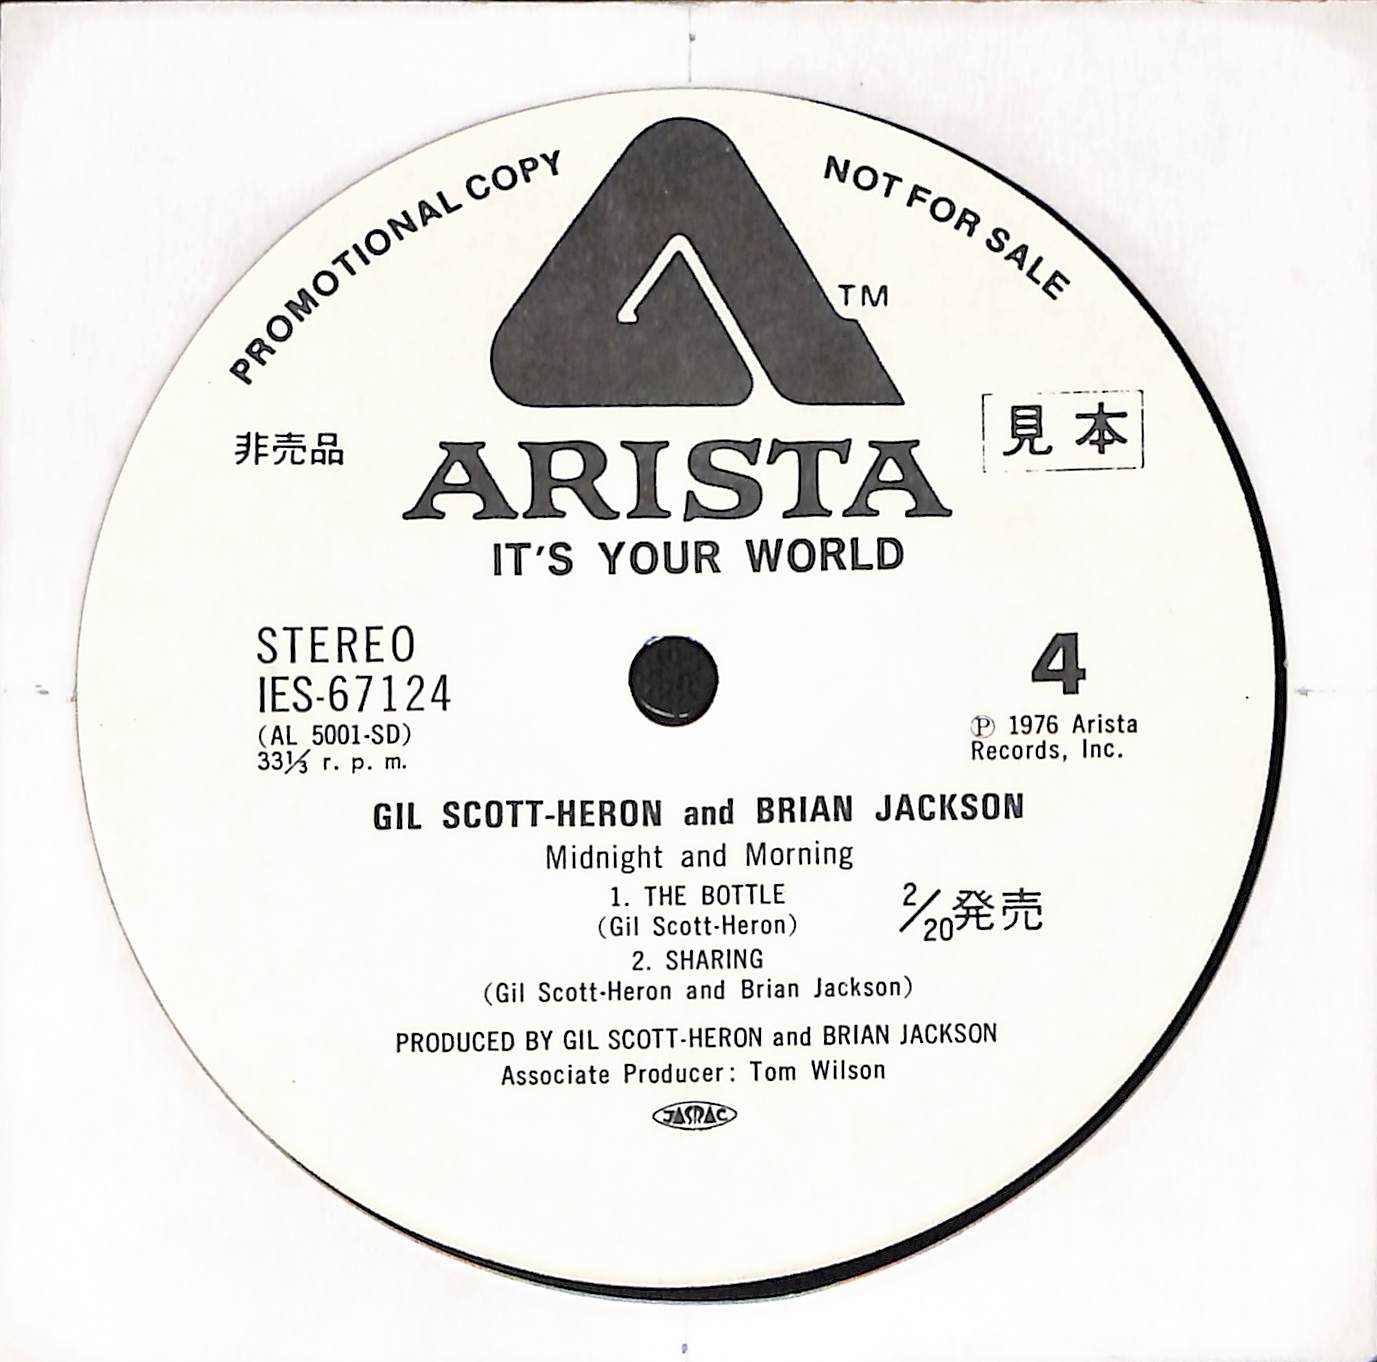 PROMOTIONAL COPY
NOT FOR SALE
TM
非売品
見本
ARISTA
IT'S YOUR WORLD
STEREO
IES-67124
(AL 5001-SD)
33⅓ r. p. m.
4
Ⓟ 1976 Arista
Records, Inc.
GIL SCOTT-HERON and BRIAN JACKSON
Midnight and Morning
1. THE BOTTLE
(Gil Scott-Heron)
2/20発売
2. SHARING
(Gil Scott-Heron and Brian Jackson)
PRODUCED BY GIL SCOTT-HERON and BRIAN JACKSON
Associate Producer: Tom Wilson
JASRAC